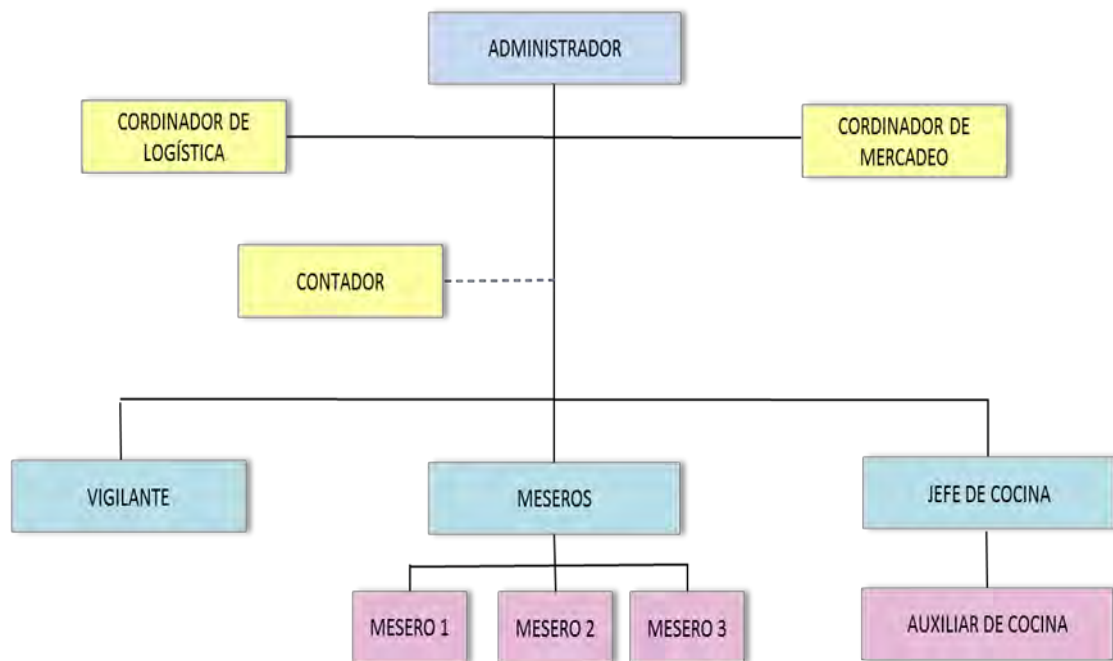 ADMINISTRADOR
CORDINADOR DE
LOGÍSTICA
CORDINADOR DE
MERCADEO
CONTADOR
VIGILANTE
MESEROS
JEFE DE COCINA
MESERO 1
MESERO 2
MESERO 3
AUXILIAR DE COCINA